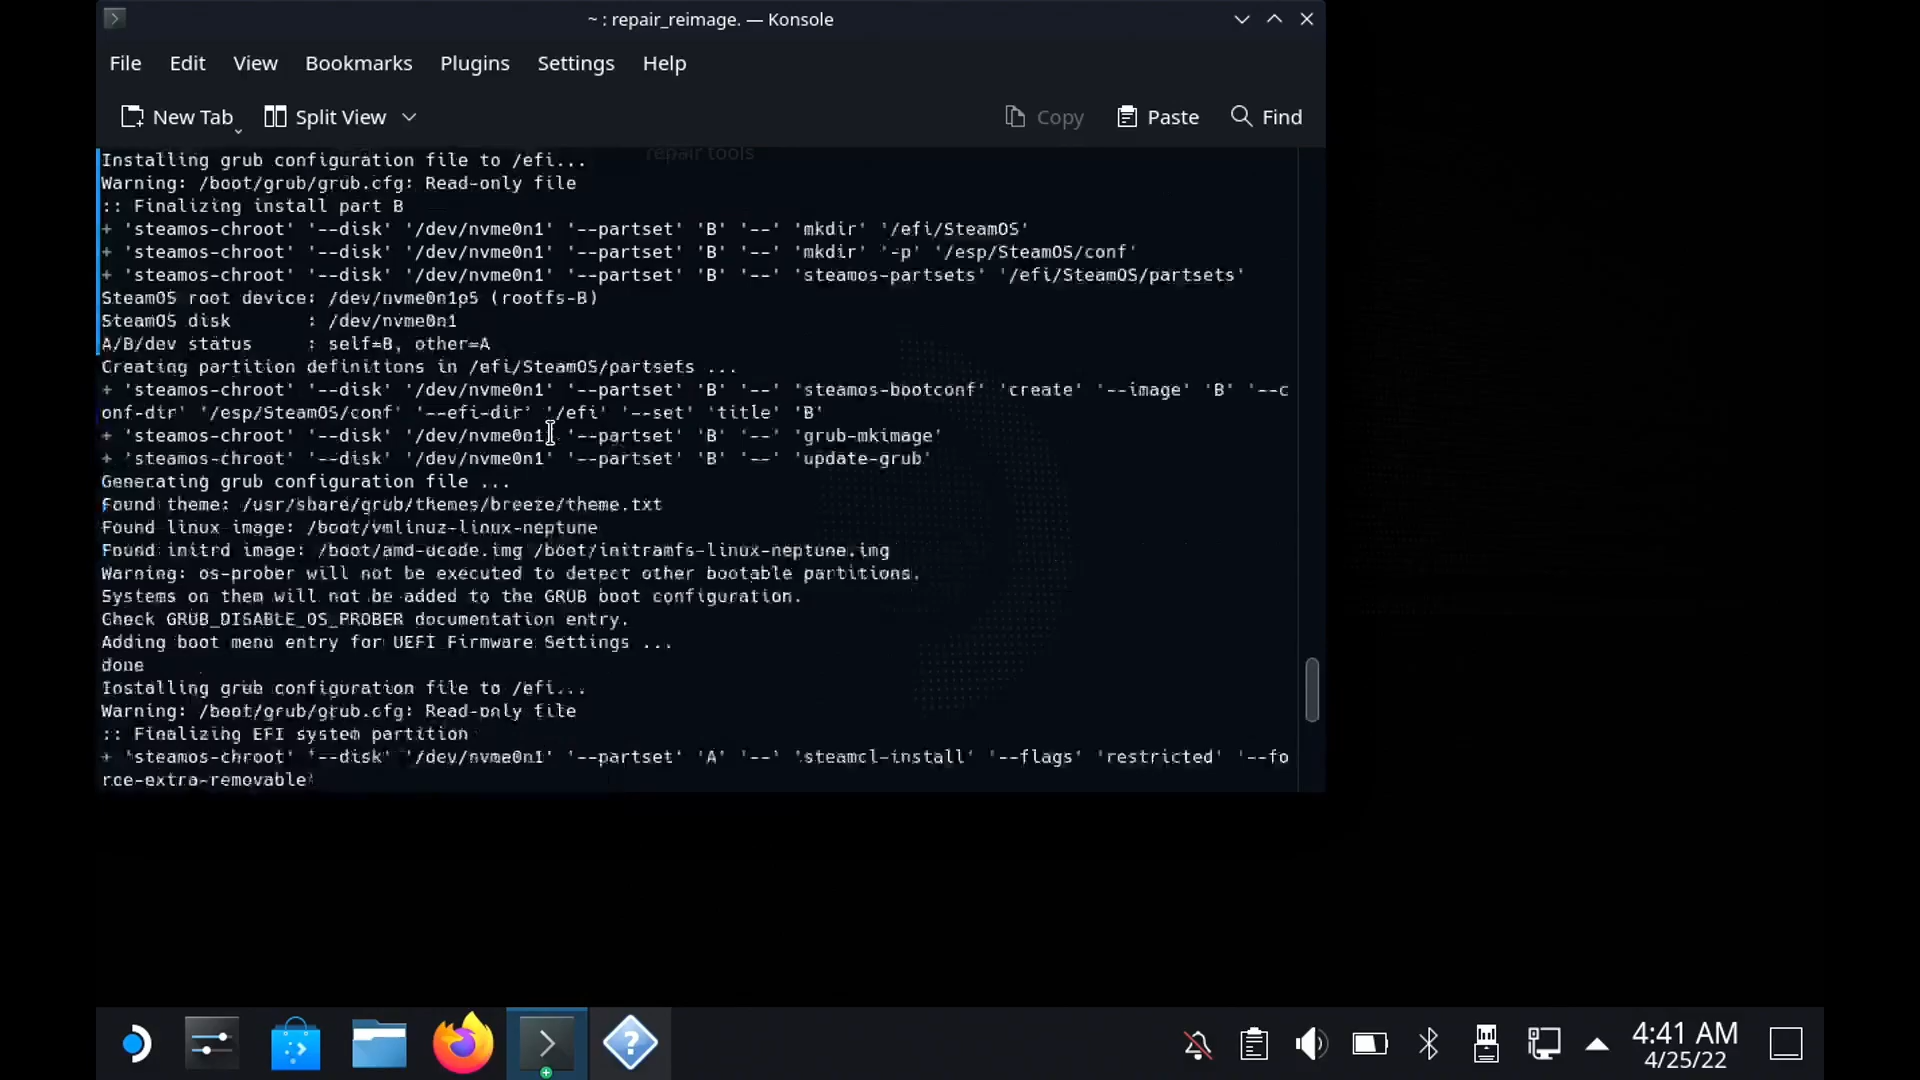 ~ : repair_reimage. — Konsole
File Edit View Bookmarks Plugins Settings Help
New Tab Split View Copy Paste Find
repair tools
Installing grub configuration file to /efi...
Warning: /boot/grub/grub.cfg: Read-only file
:: Finalizing install part B
+ 'steamos-chroot' '--disk' '/dev/nvme0n1' '--partset' 'B' '--' 'mkdir' '/efi/SteamOS'
+ 'steamos-chroot' '--disk' '/dev/nvme0n1' '--partset' 'B' '--' 'mkdir' '-p' '/esp/SteamOS/conf'
+ 'steamos-chroot' '--disk' '/dev/nvme0n1' '--partset' 'B' '--' 'steamos-partsets' '/efi/SteamOS/partsets'
SteamOS root device: /dev/nvme0n1p5 (rootfs-B)
SteamOS disk : /dev/nvme0n1
A/B/dev status : self=B, other=A
Creating partition definitions in /efi/SteamOS/partsets ...
+ 'steamos-chroot' '--disk' '/dev/nvme0n1' '--partset' 'B' '--' 'steamos-bootconf' 'create' '--image' 'B' '--c
onf-dir' '/esp/SteamOS/conf' '--efi-dir' '/efi' '--set' 'title' 'B'
+ 'steamos-chroot' '--disk' '/dev/nvme0n1' '--partset' 'B' '--' 'grub-mkimage'
+ 'steamos-chroot' '--disk' '/dev/nvme0n1' '--partset' 'B' '--' 'update-grub'
Generating grub configuration file ...
Found theme: /usr/share/grub/themes/breeze/theme.txt
Found linux image: /boot/vmlinuz-linux-neptune
Found initrd image: /boot/amd-ucode.img /boot/initramfs-linux-neptune.img
Warning: os-prober will not be executed to detect other bootable partitions.
Systems on them will not be added to the GRUB boot configuration.
Check GRUB_DISABLE_OS_PROBER documentation entry.
Adding boot menu entry for UEFI Firmware Settings ...
done
Installing grub configuration file to /efi...
Warning: /boot/grub/grub.cfg: Read-only file
:: Finalizing EFI system partition
+ 'steamos-chroot' '--disk' '/dev/nvme0n1' '--partset' 'A' '--' 'steamcl-install' '--flags' 'restricted' '--fo
rce-extra-removable'
4:41 AM
4/25/22